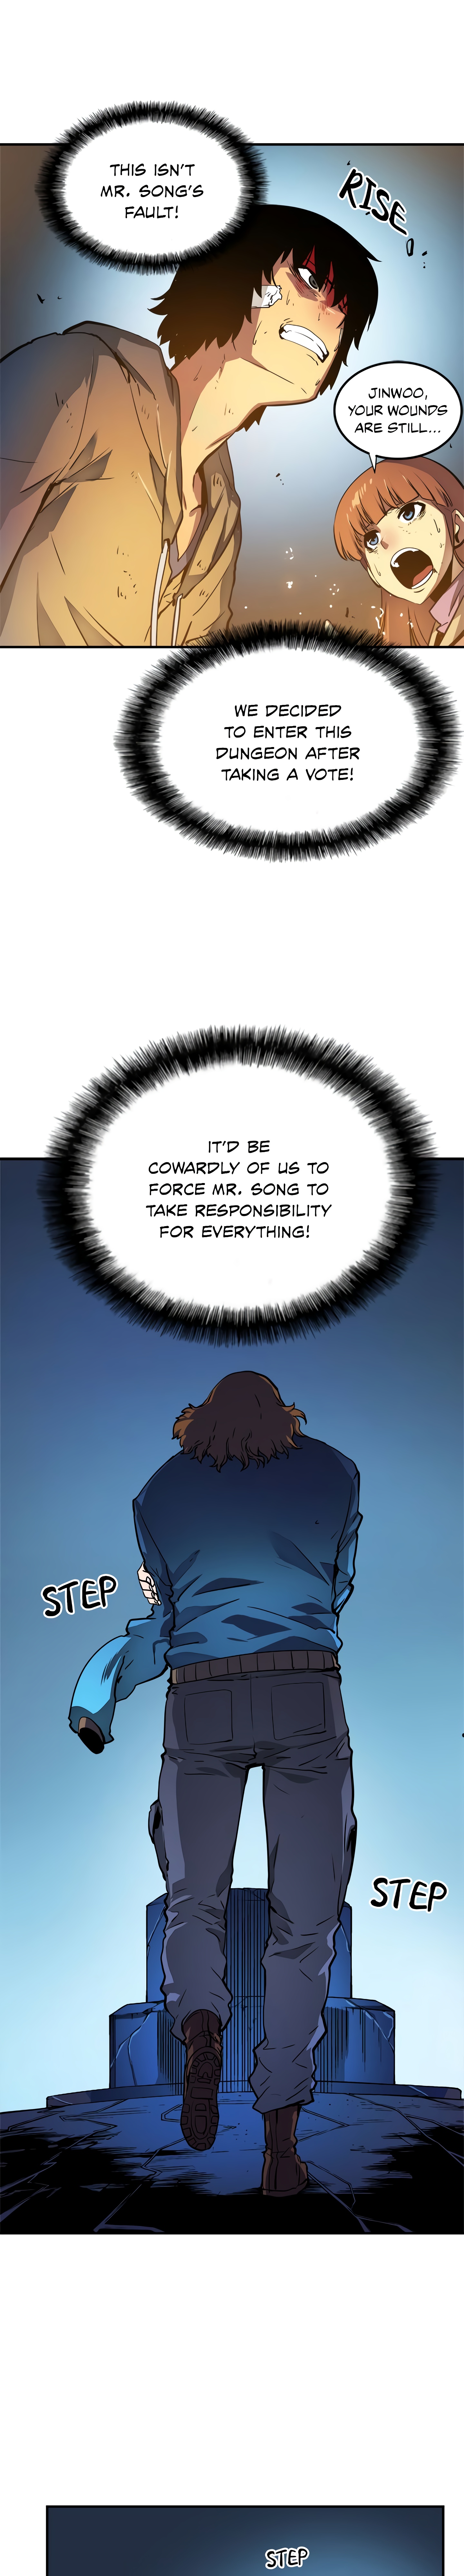 THIS ISN'T
MR. SONG'S
FAULT!
RISE
JINWOO,
YOUR WOUNDS
ARE STILL...
WE DECIDED
TO ENTER THIS
DUNGEON AFTER
TAKING A VOTE!
IT'D BE
COWARDLY OF US TO
FORCE MR. SONG TO
TAKE RESPONSIBILITY
FOR EVERYTHING!
STEP
STEP
STEP